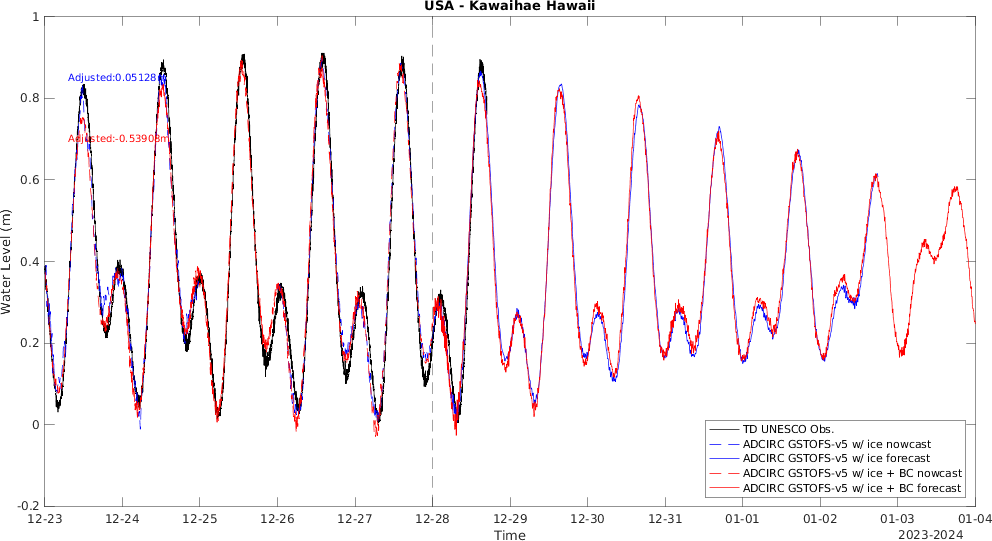 USA - Kawaihae Hawaii
1
0.8
0.6
0.4
0.2
0
-0.2
Water Level (m)
Adjusted:0.05128m
Adjusted:-0.53903m
TD UNESCO Obs.
ADCIRC GSTOFS-v5 w/ ice nowcast
ADCIRC GSTOFS-v5 w/ ice forecast
ADCIRC GSTOFS-v5 w/ ice + BC nowcast
ADCIRC GSTOFS-v5 w/ ice + BC forecast
12-23 12-24 12-25 12-26 12-27 12-28 12-29 12-30 12-31 01-01 01-02 01-03 01-04
Time
2023-2024